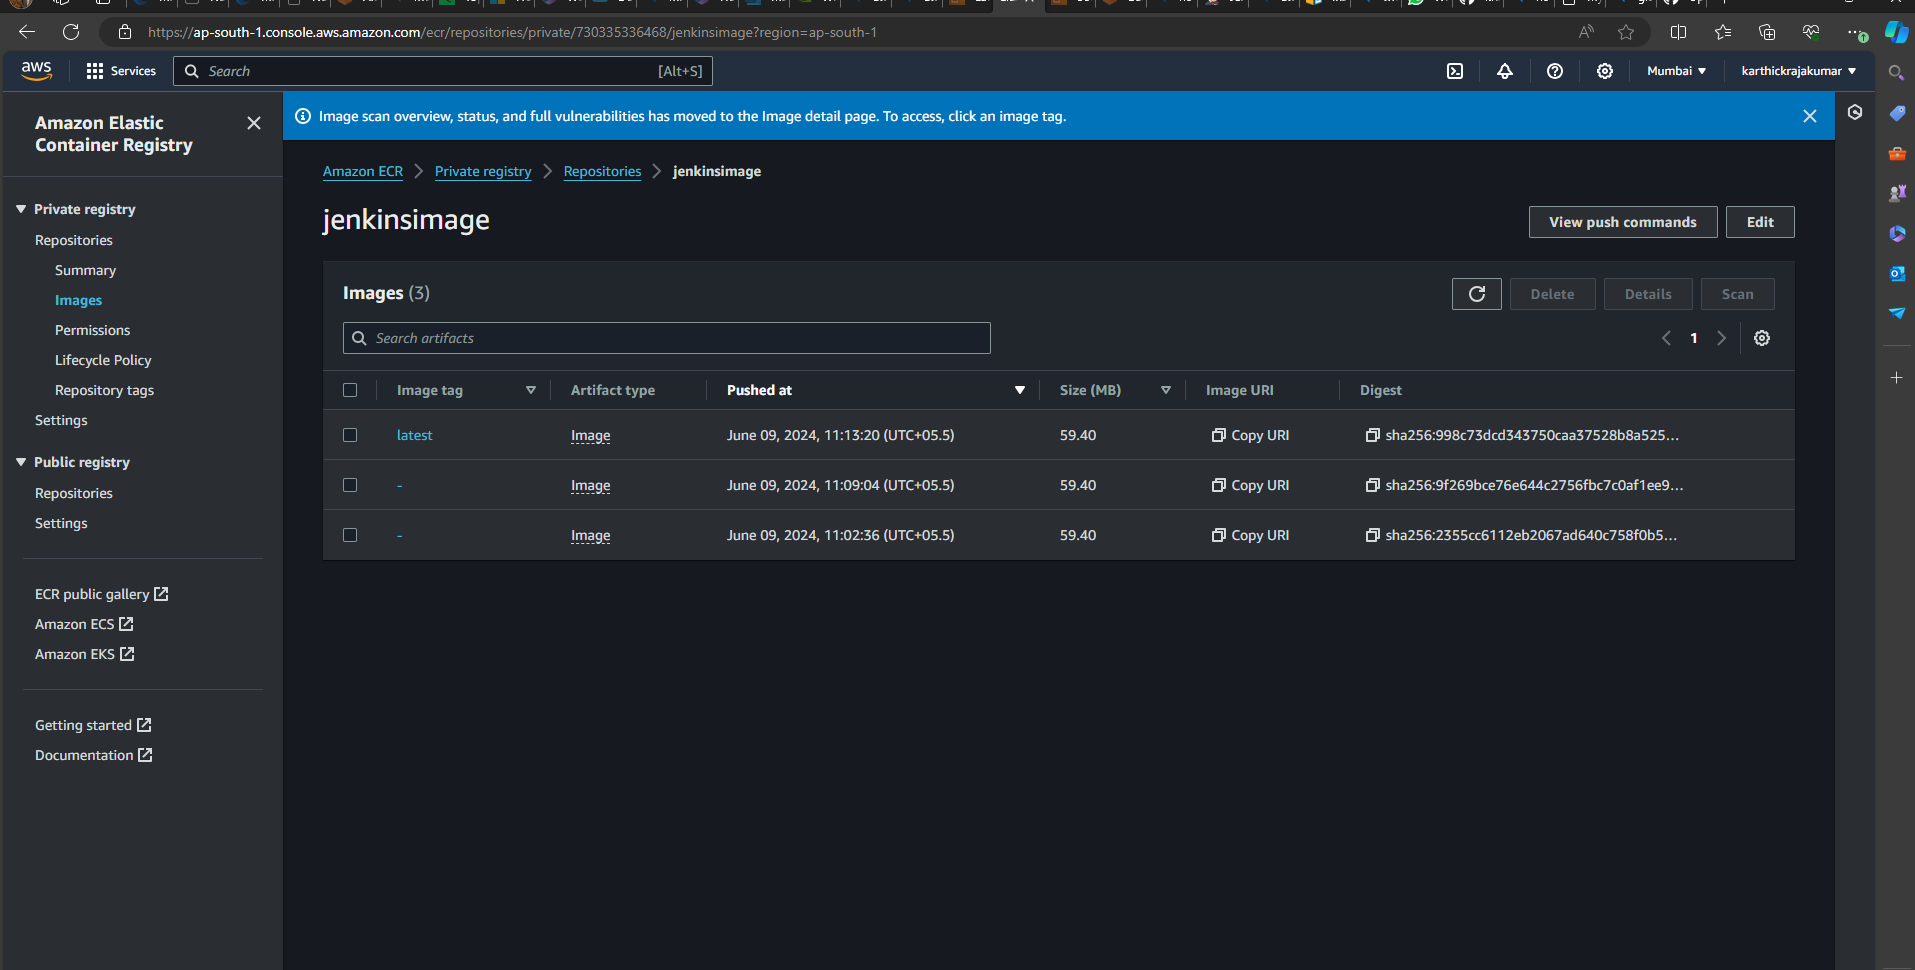 https://ap-south-1.console.aws.amazon.com/ecr/repositories/private/730335336468/jenkinsimage?region=ap-south-1
aws
Services
Search
[Alt+S]
Mumbai
karthickrajakumar
Amazon Elastic
Container Registry
Private registry
Repositories
Summary
Images
Permissions
Lifecycle Policy
Repository tags
Settings
Public registry
Repositories
Settings
ECR public gallery
Amazon ECS
Amazon EKS
Getting started
Documentation
Image scan overview, status, and full vulnerabilities has moved to the Image detail page. To access, click an image tag.
Amazon ECR > Private registry > Repositories > jenkinsimage
jenkinsimage
View push commands
Edit
Images (3)
Delete
Details
Scan
Search artifacts
1
Image tag Artifact type Pushed at Size (MB) Image URI Digest
latest Image June 09, 2024, 11:13:20 (UTC+05.5) 59.40 Copy URI sha256:998c73dcd343750caa37528b8a525...
- Image June 09, 2024, 11:09:04 (UTC+05.5) 59.40 Copy URI sha256:9f269bce76e644c2756fbc7c0af1ee9...
- Image June 09, 2024, 11:02:36 (UTC+05.5) 59.40 Copy URI sha256:2355cc6112eb2067ad640c758f0b5...